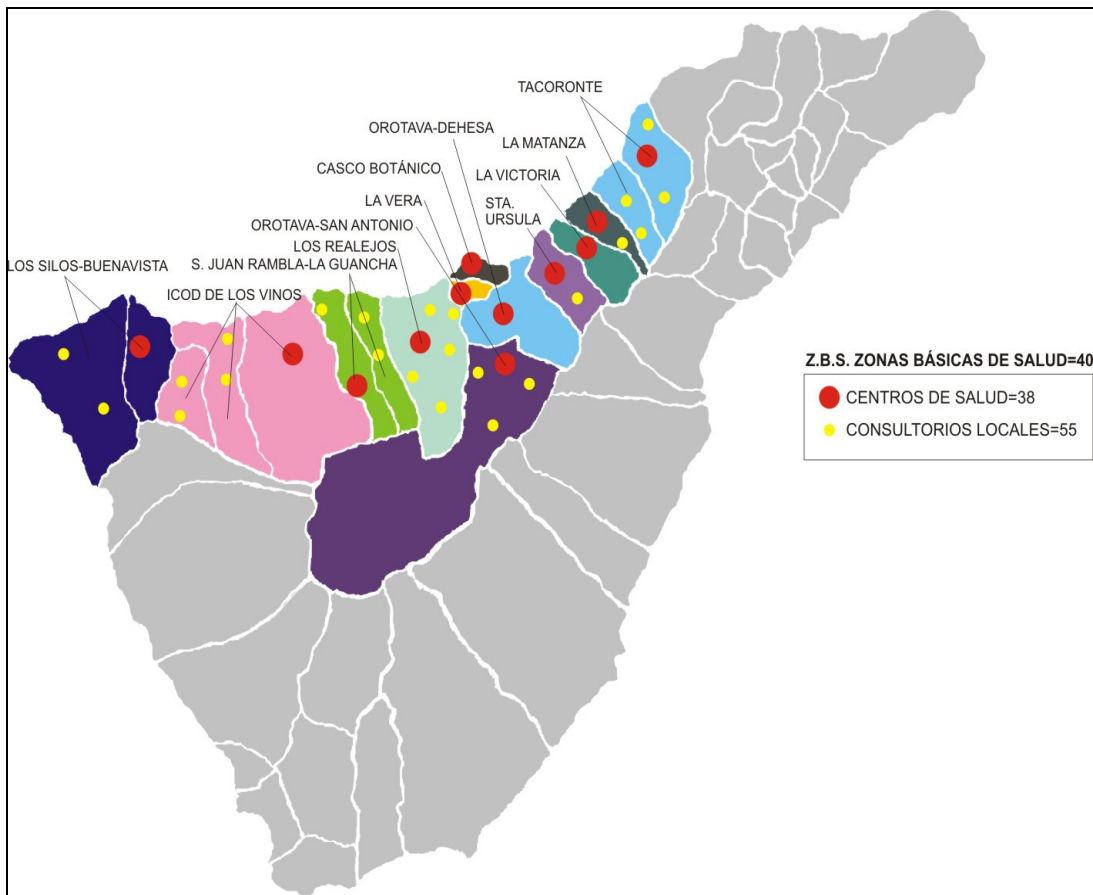 TACORONTE
OROTAVA-DEHESA
LA MATANZA
CASCO BOTÁNICO
LA VICTORIA
LA VERA
STA.
URSULA
OROTAVA-SAN ANTONIO
LOS REALEJOS
LOS SILOS-BUENAVISTA
S. JUAN RAMBLA-LA GUANCHA
ICOD DE LOS VINOS
Z.B.S. ZONAS BÁSICAS DE SALUD=40
CENTROS DE SALUD=38
CONSULTORIOS LOCALES=55